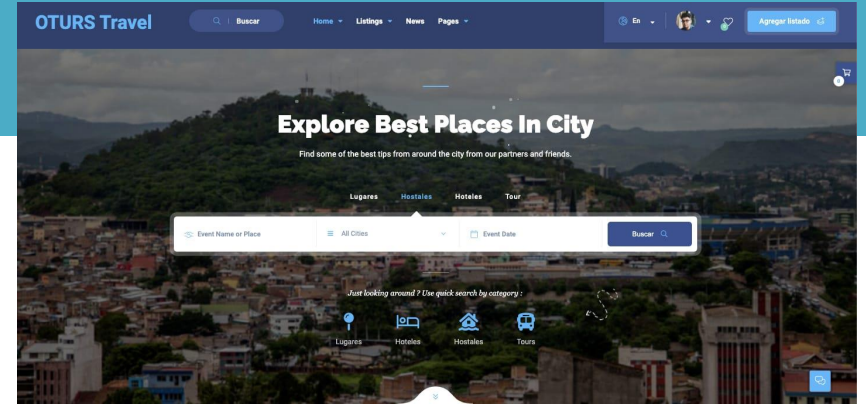 OTURS Travel
Buscar
Home
Listings
News
Pages
En
0
Agregar listado
0
Explore Best Places In City
Find some of the best tips from around the city from our partners and friends.
Lugares
Hostales
Hoteles
Tour
Event Name or Place
All Cities
Event Date
Buscar
Just looking around ? Use quick search by category :
Lugares
Hoteles
Hostales
Tours